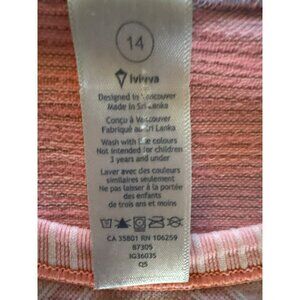 14
ivivva
Designed in Vancouver
Made in Sri Lanka
Conçu à Vancouver
Fabriqué au Sri Lanka
Wash with like colours
Not intended for children
3 years and under
Laver avec des couleurs
similaires seulement
Ne pas laisser à la portée
des enfants
de trois ans et moins
CA 35801 RN 106259
87305
IG36035
QS